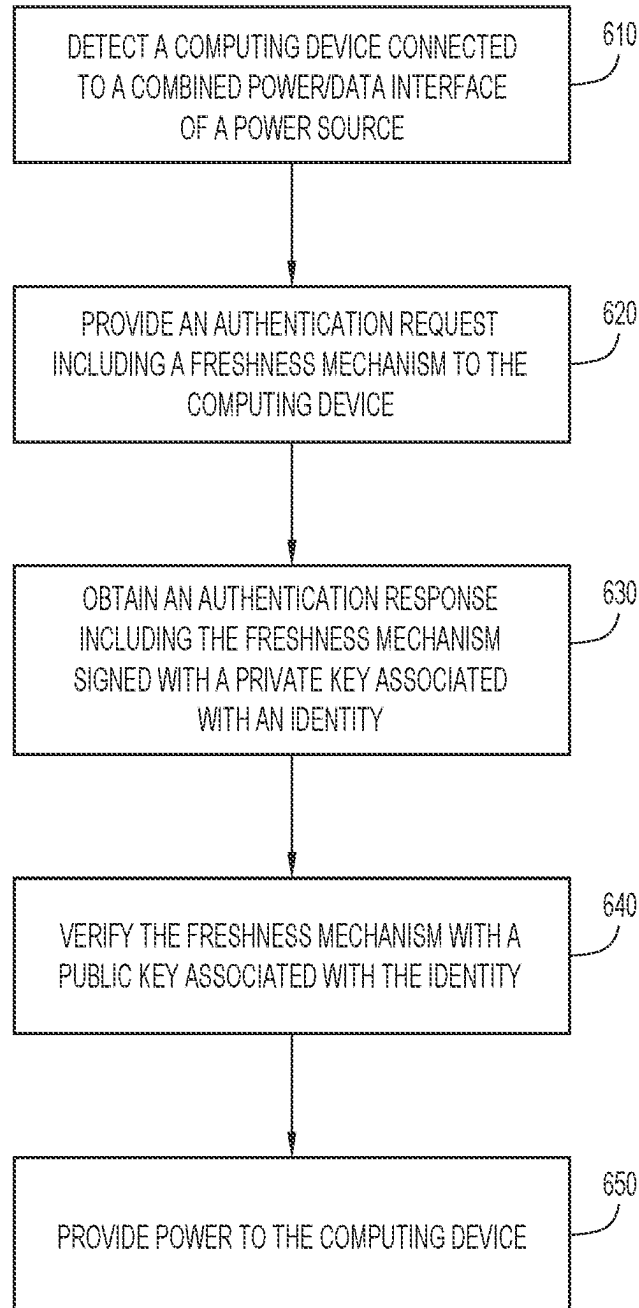 DETECT A COMPUTING DEVICE CONNECTED
TO A COMBINED POWER/DATA INTERFACE
OF A POWER SOURCE
610
PROVIDE AN AUTHENTICATION REQUEST
INCLUDING A FRESHNESS MECHANISM TO THE
COMPUTING DEVICE
620
OBTAIN AN AUTHENTICATION RESPONSE
INCLUDING THE FRESHNESS MECHANISM
SIGNED WITH A PRIVATE KEY ASSOCIATED
WITH AN IDENTITY
630
VERIFY THE FRESHNESS MECHANISM WITH A
PUBLIC KEY ASSOCIATED WITH THE IDENTITY
640
PROVIDE POWER TO THE COMPUTING DEVICE
650